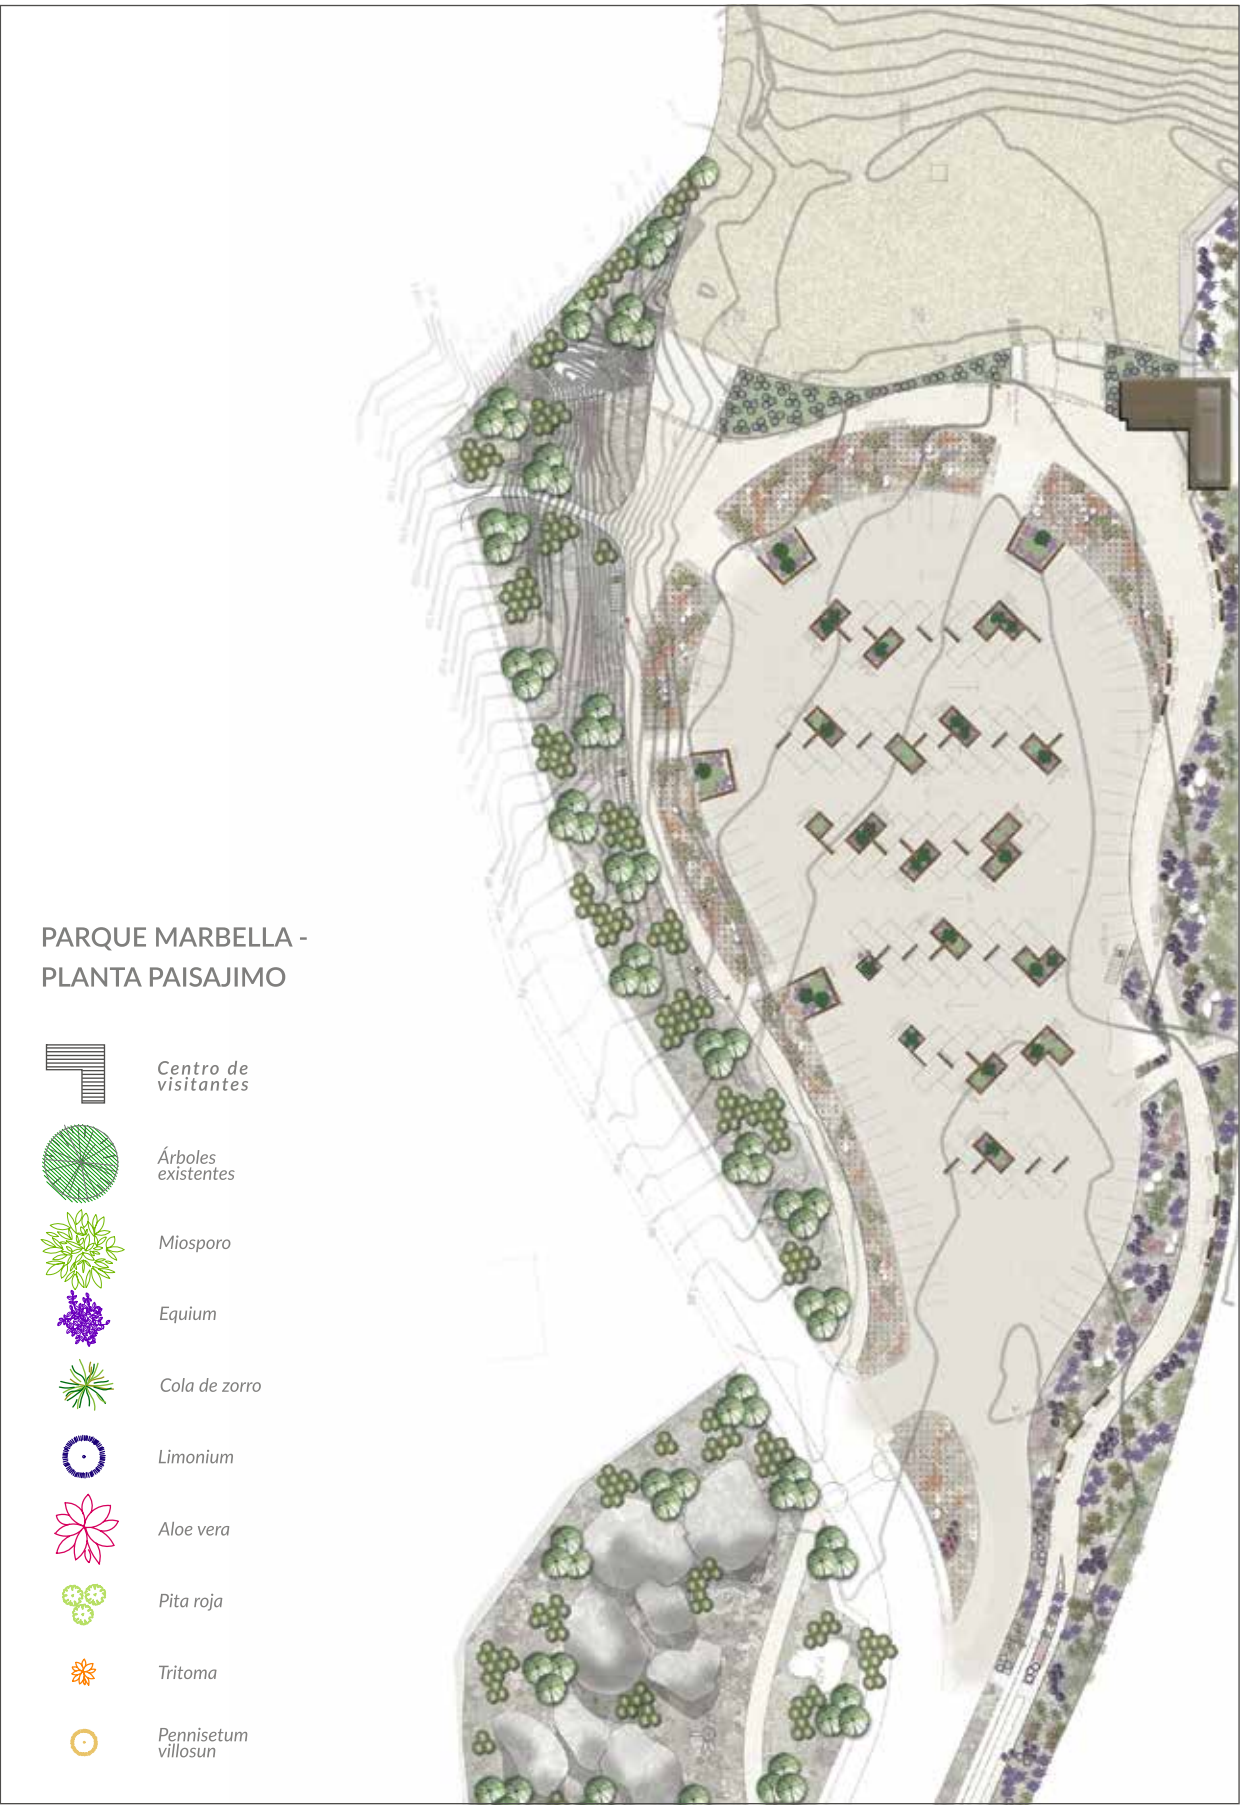 PARQUE MARBELLA -
PLANTA PAISAJIMO
Centro de
visitantes
Árboles
existentes
Miosporo
Equium
Cola de zorro
Limonium
Aloe vera
Pita roja
Tritoma
Pennisetum
villosun